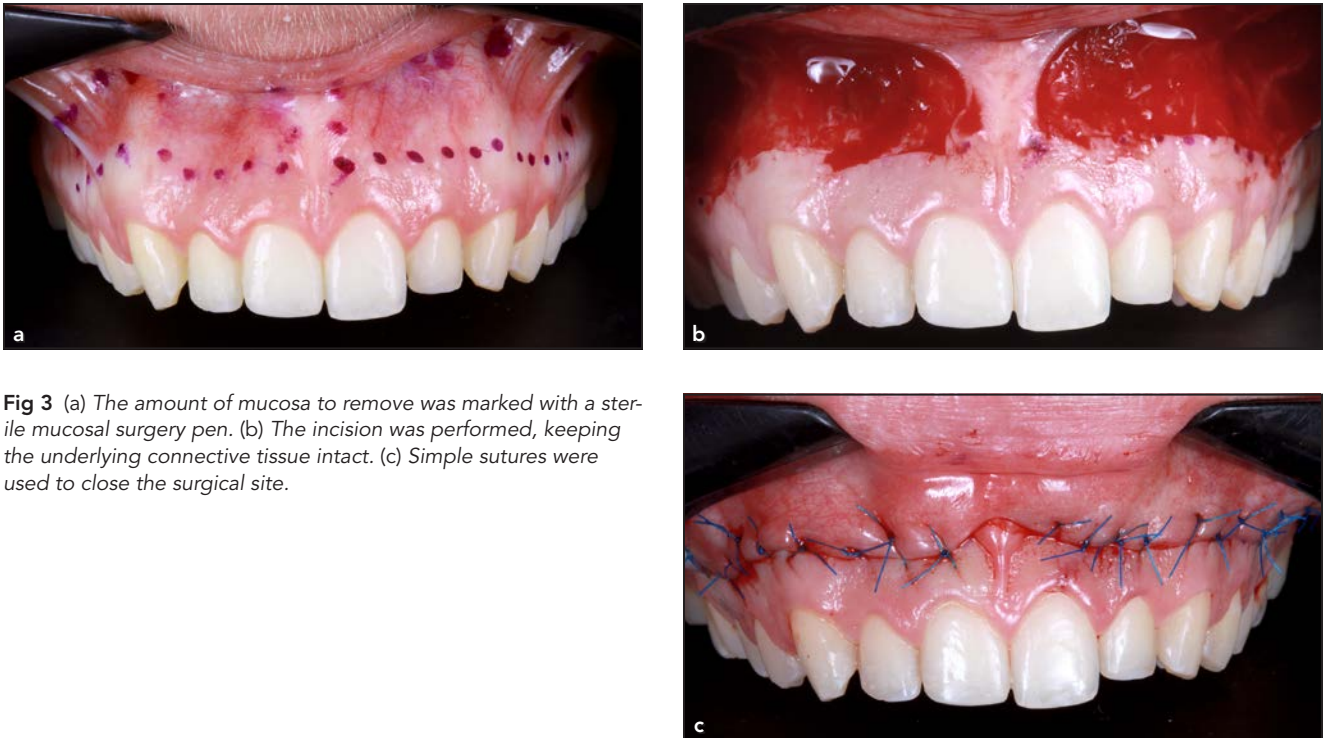 a
b
Fig 3 (a) The amount of mucosa to remove was marked with a ster-
ile mucosal surgery pen. (b) The incision was performed, keeping
the underlying connective tissue intact. (c) Simple sutures were
used to close the surgical site.
c